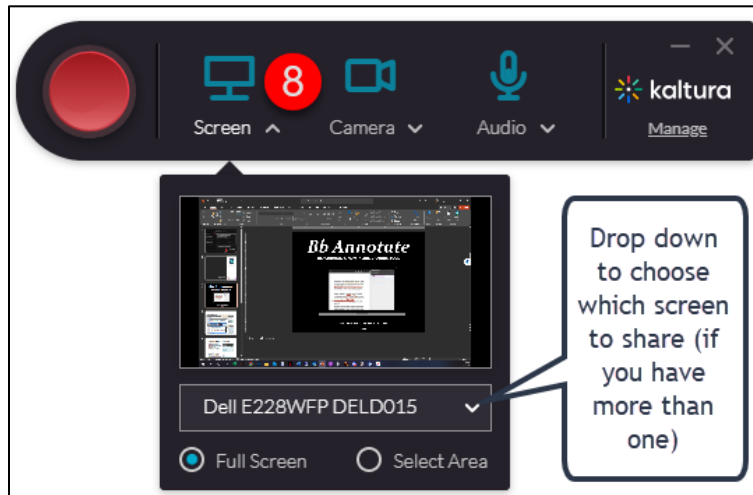 8
Screen
Camera
Audio
kaltura
Manage
Bb Annotate
Dell E228WFP DELD015
Full Screen
Select Area
Drop down
to choose
which screen
to share (if
you have
more than
one)